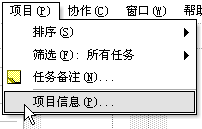 项目(P) 协作(C) 窗口(W) 帮助
排序(S)
筛选(F): 所有任务
任务备注(N)...
项目信息(P)...